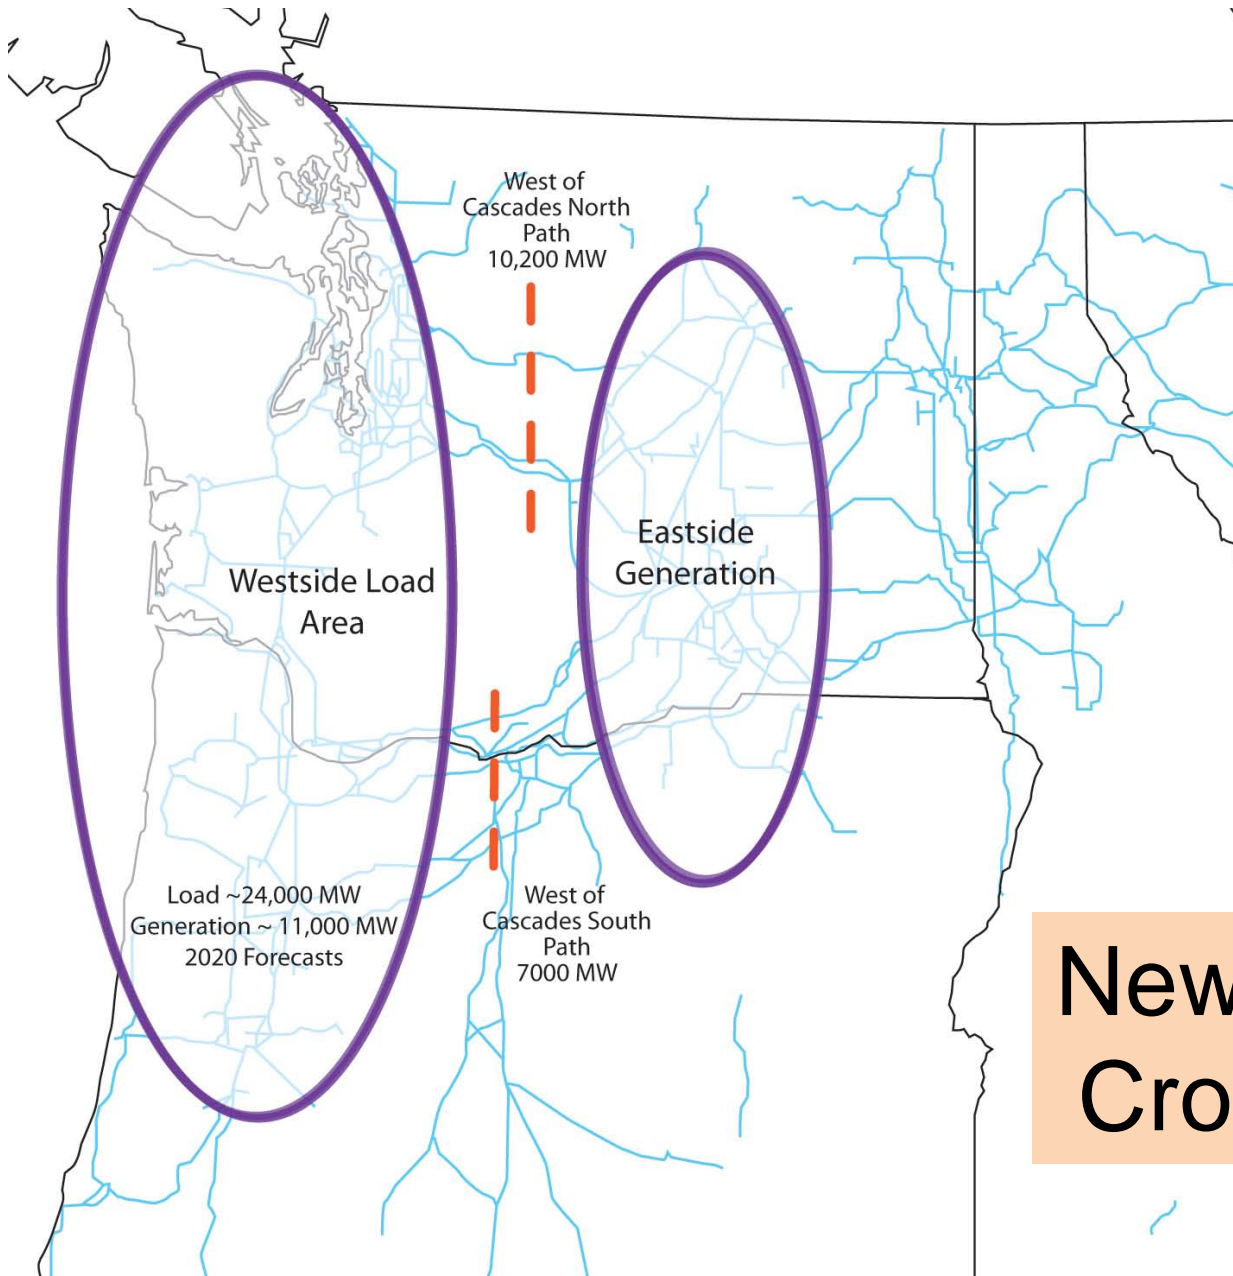 West of
Cascades North
Path
10,200 MW
Eastside
Generation
Westside Load
Area
Load ~24,000 MW
Generation ~ 11,000 MW
2020 Forecasts
West of
Cascades South
Path
7000 MW
New
Cro